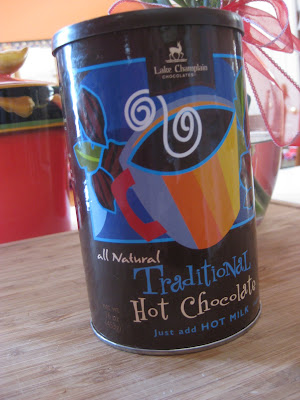 Lake Champlain
CHOCOLATES
all Natural
Traditional
Hot Chocolate
Just add HOT MILK